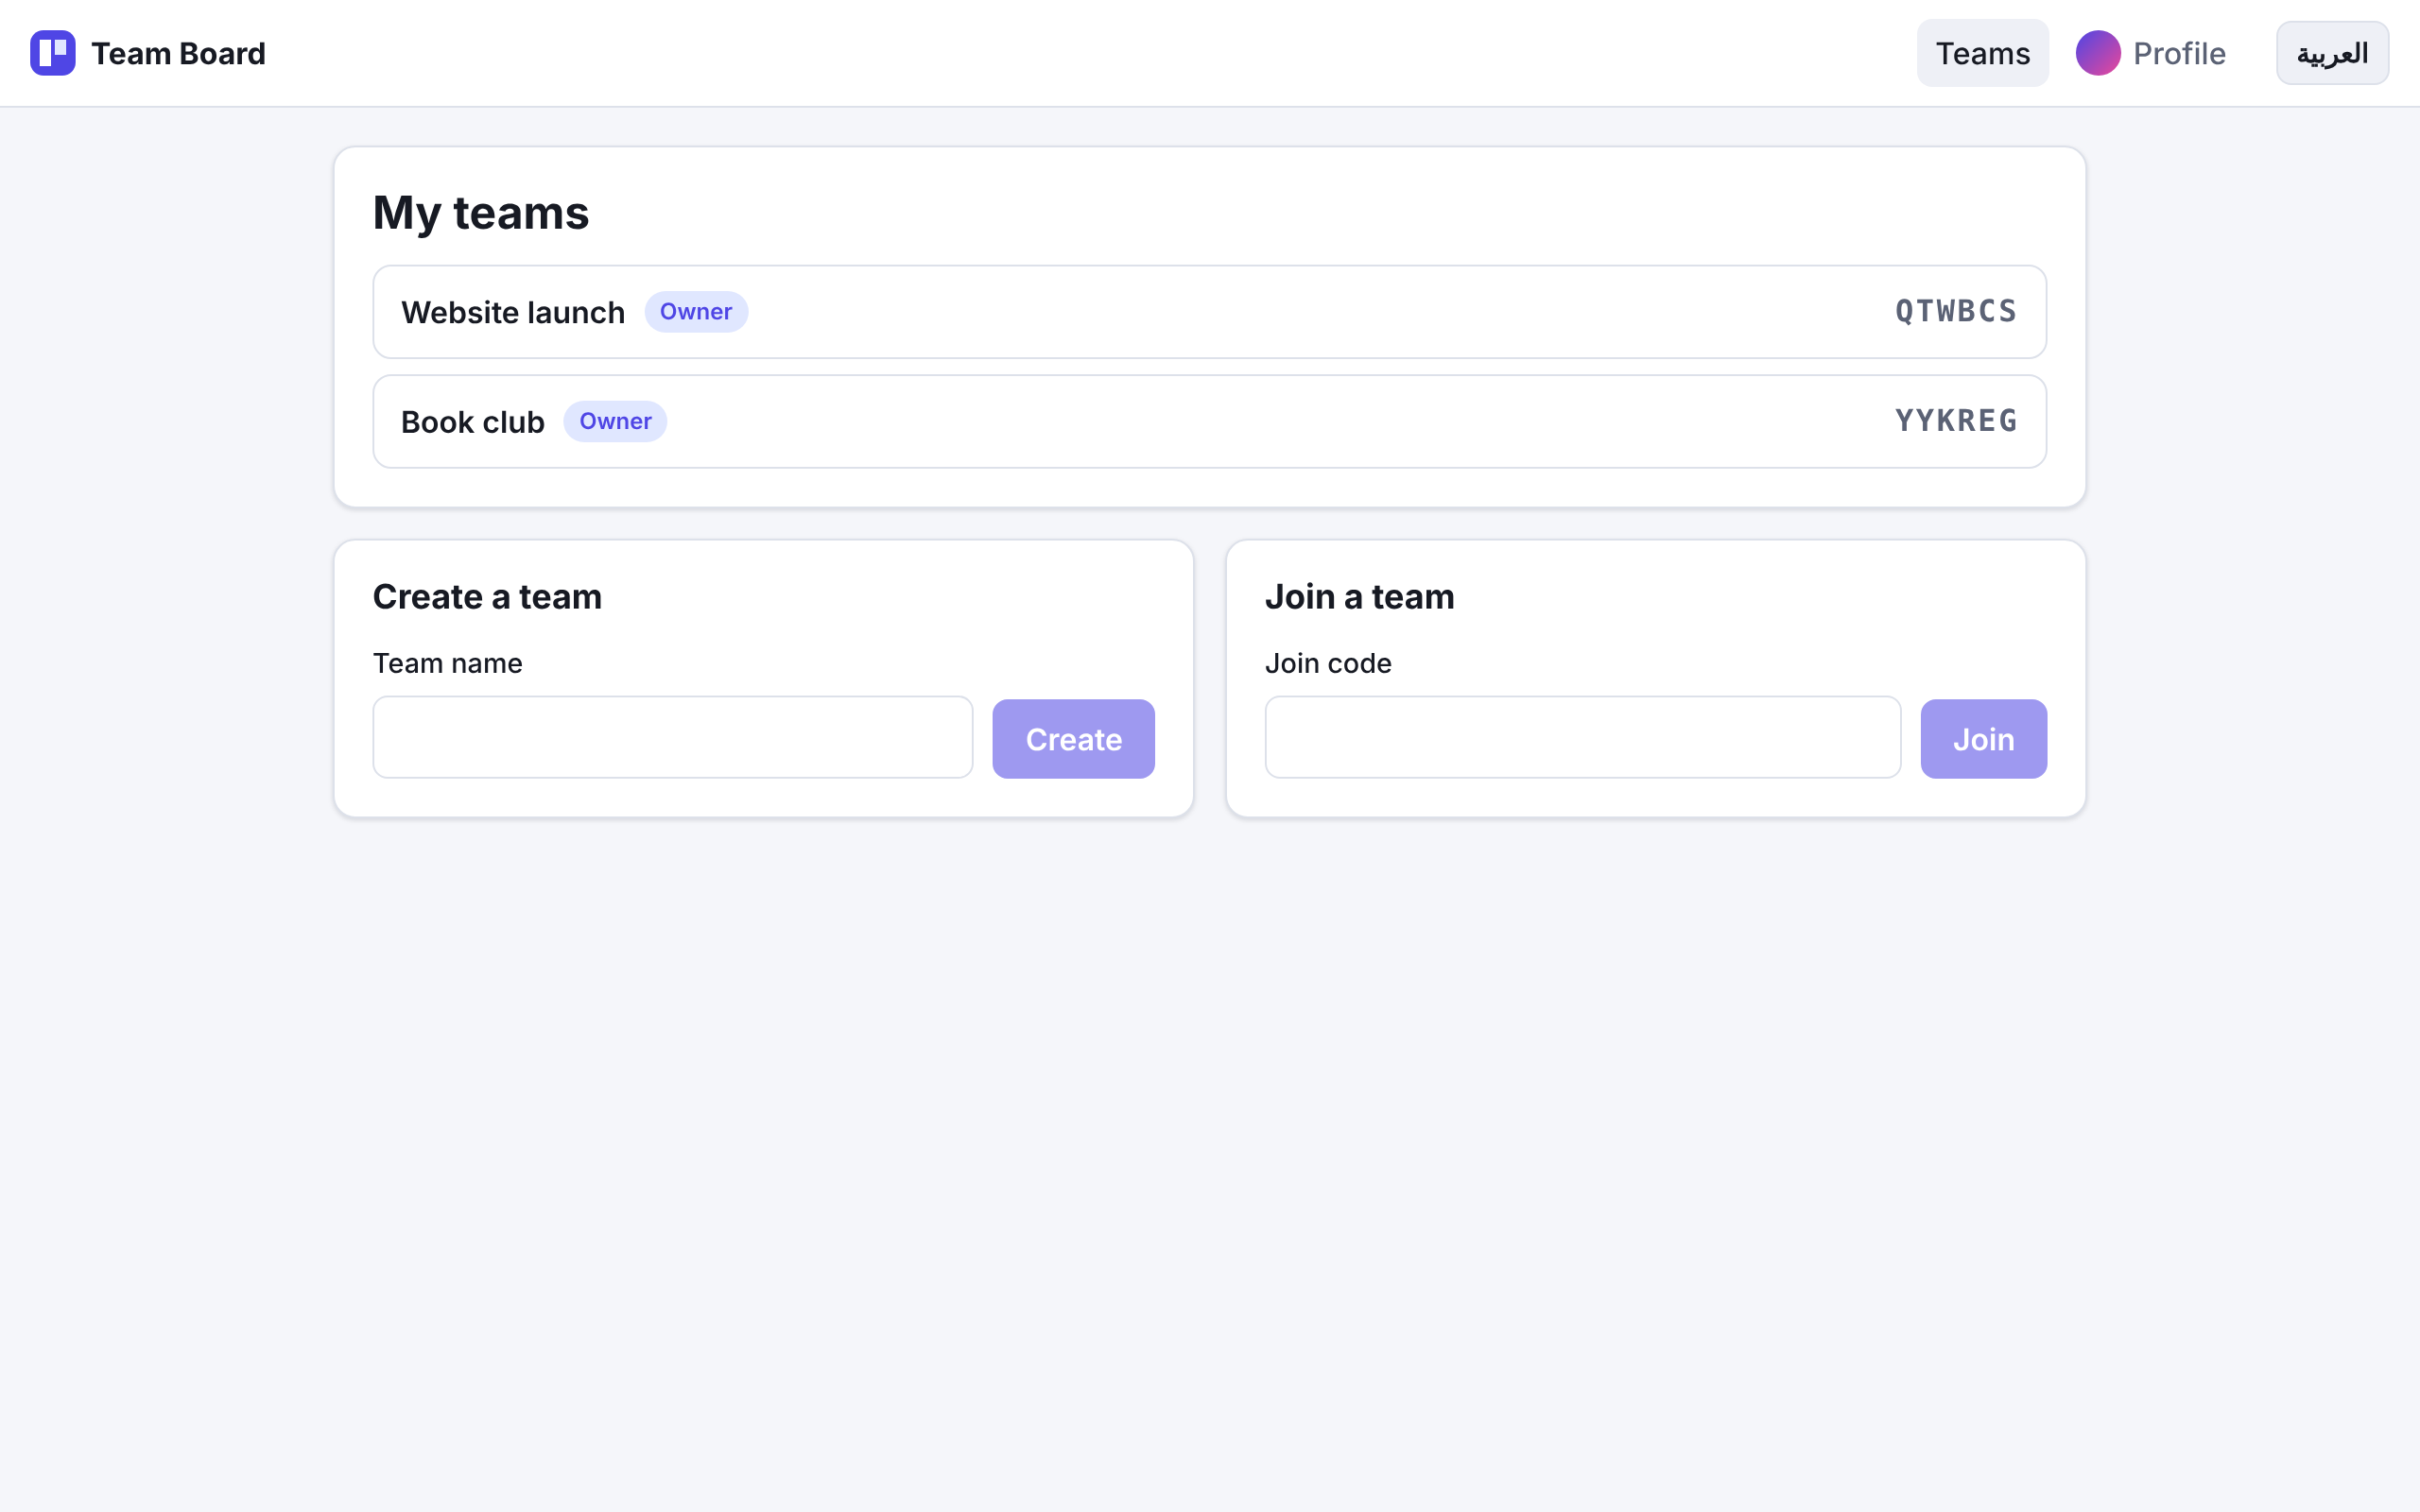 Team Board
Teams
Profile
العربية
My teams
Website launch Owner QTWBCS
Book club Owner YYKREG
Create a team
Team name
Create
Join a team
Join code
Join